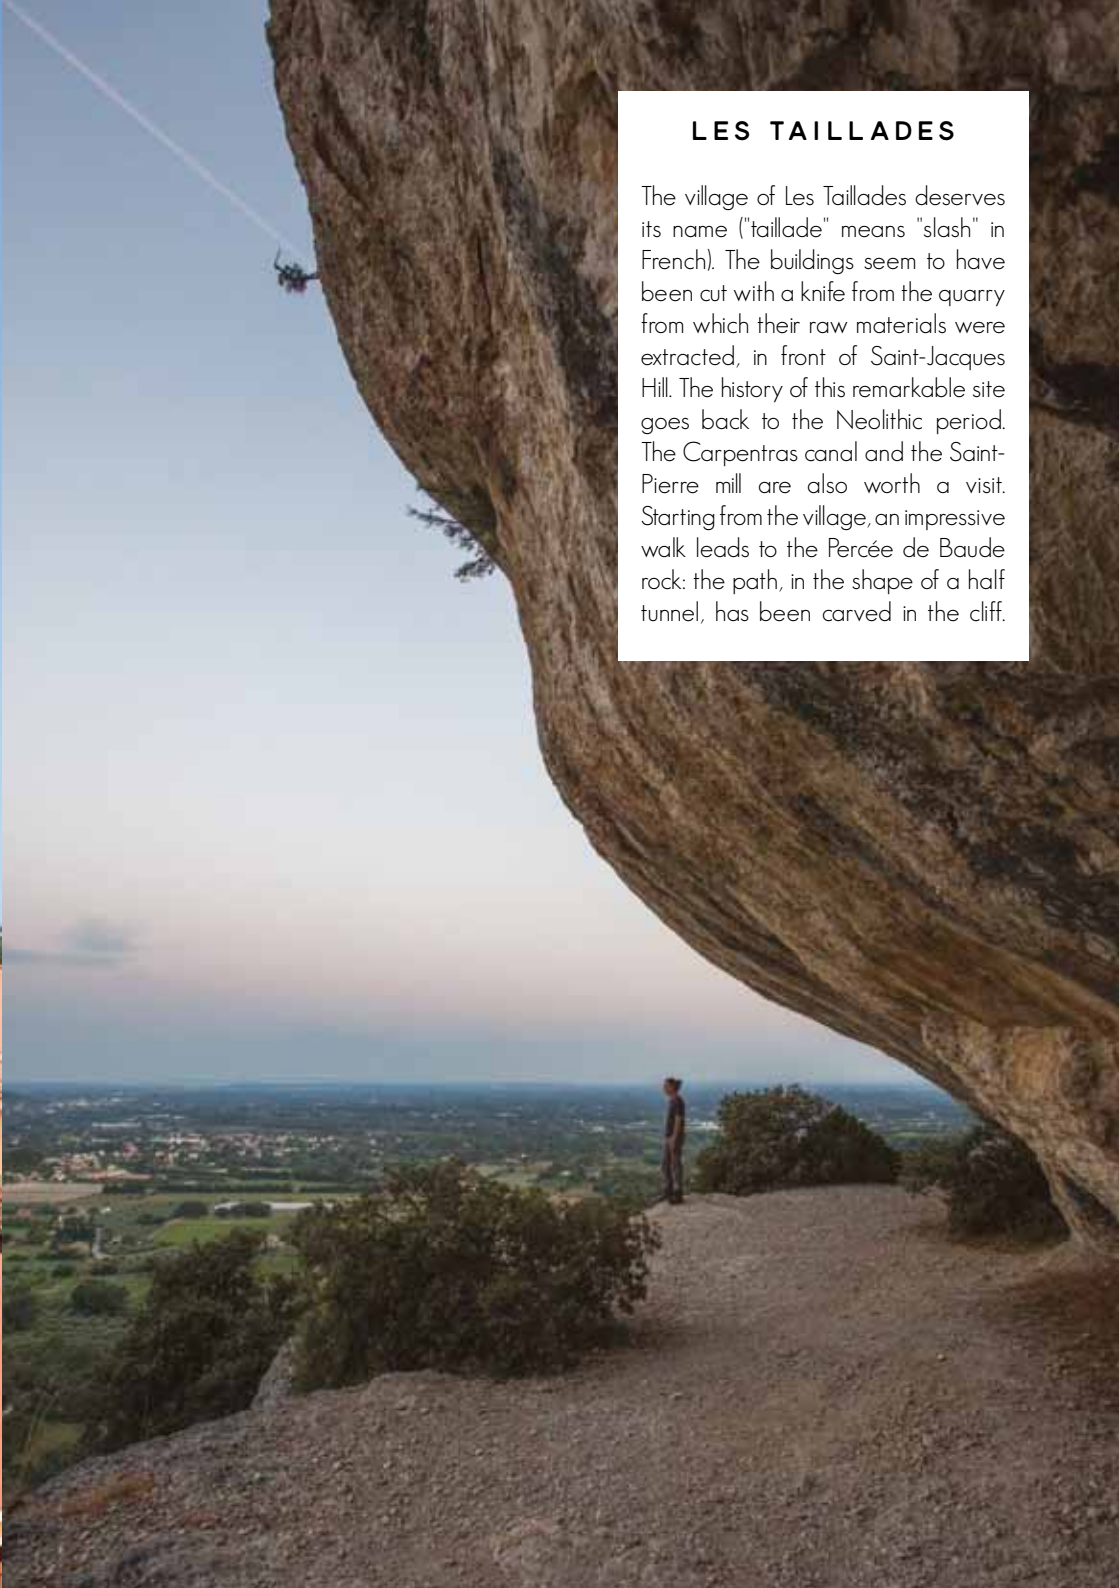 LES TAILLADES
The village of Les Taillades deserves
its name ("taillade" means "slash" in
French). The buildings seem to have
been cut with a knife from the quarry
from which their raw materials were
extracted, in front of Saint-Jacques
Hill. The history of this remarkable site
goes back to the Neolithic period.
The Carpentras canal and the Saint-
Pierre mill are also worth a visit.
Starting from the village, an impressive
walk leads to the Percée de Baude
rock: the path, in the shape of a half
tunnel, has been carved in the cliff.